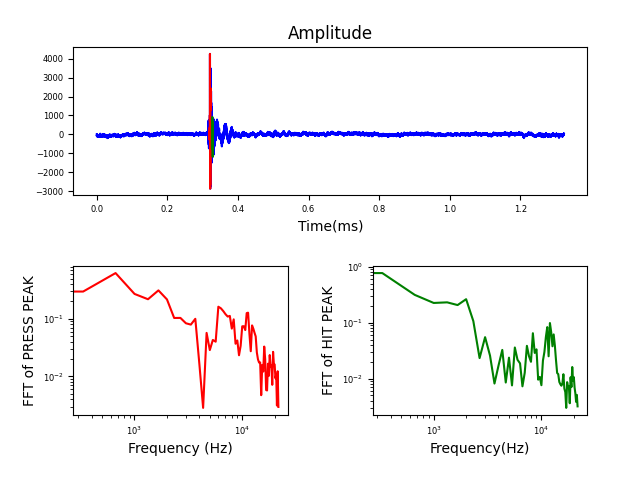 Amplitude
4000
3000
2000
1000
0
−1000
−2000
−3000
0.0 0.2 0.4 0.6 0.8 1.0 1.2
Time(ms)
FFT of PRESS PEAK
10⁻¹
10⁻²
10³ 10⁴
Frequency (Hz)
FFT of HIT PEAK
10⁰
10⁻¹
10⁻²
10³ 10⁴
Frequency(Hz)